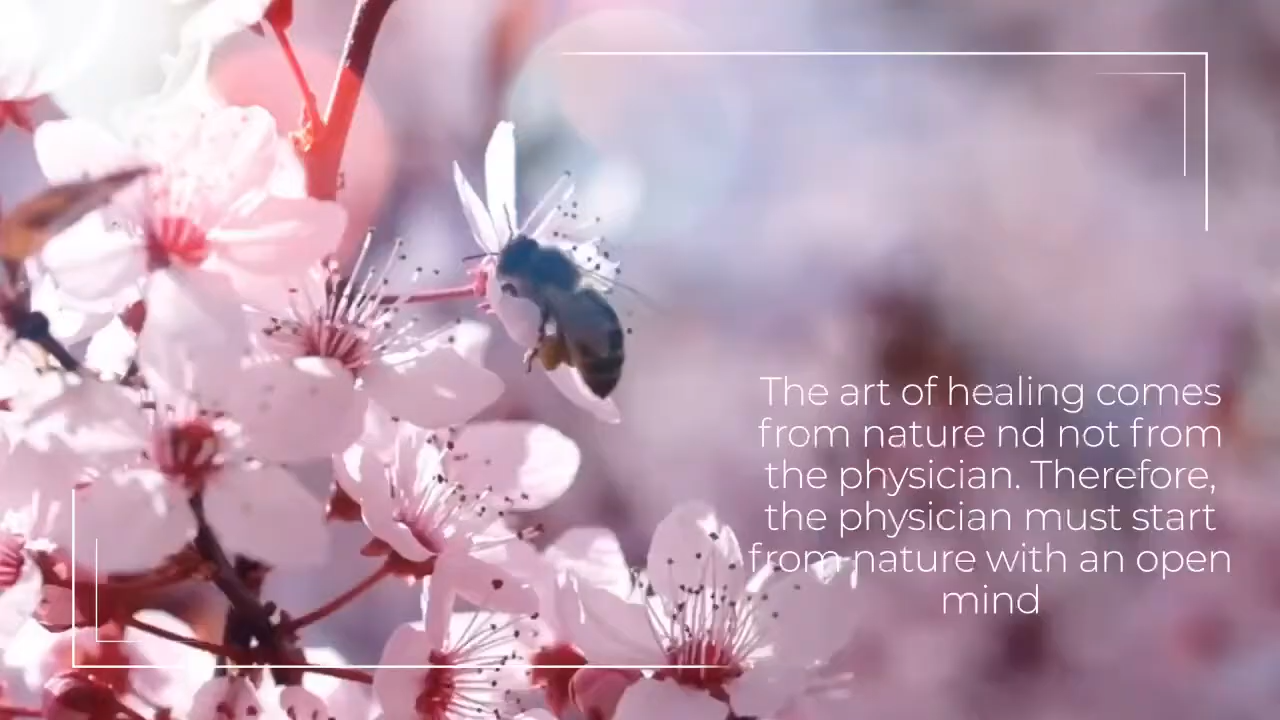 The art of healing comes
from nature nd not from
the physician. Therefore,
the physician must start
from nature with an open
mind